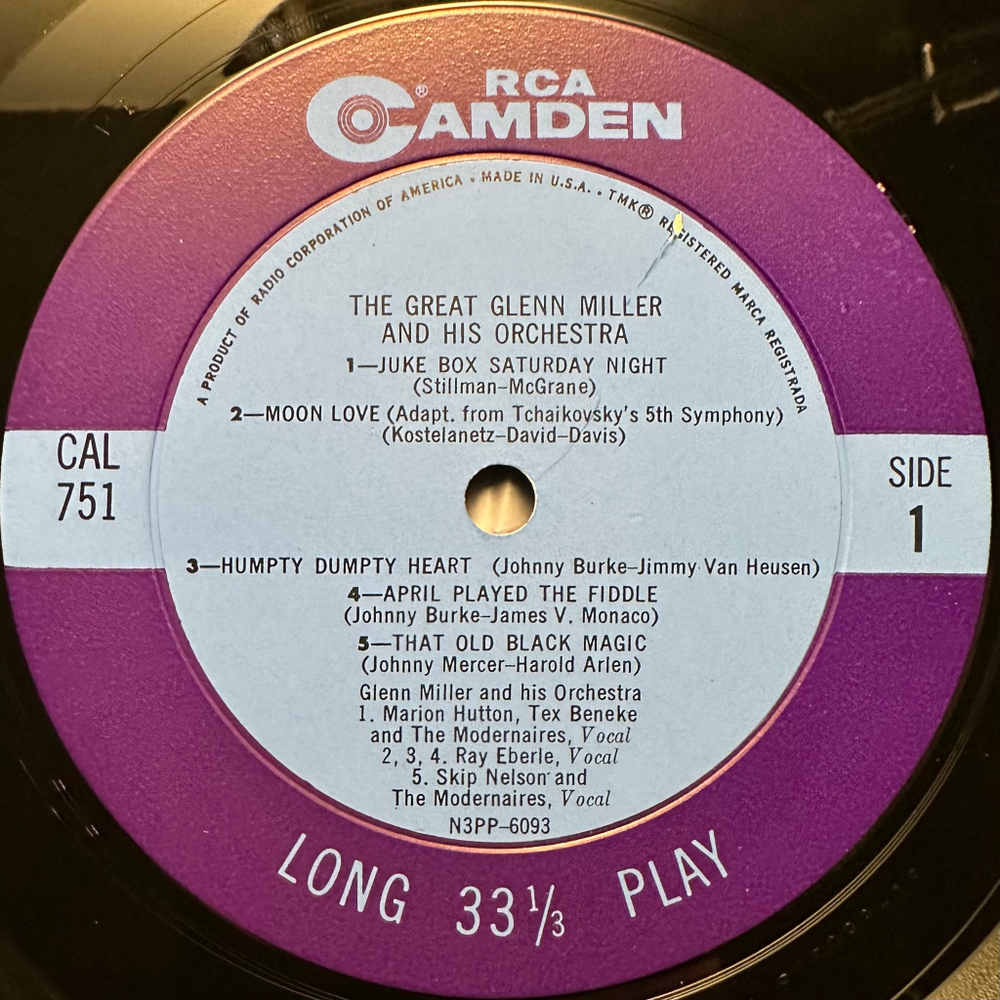 RCA
CAMDEN®
A PRODUCT OF RADIO CORPORATION OF AMERICA • MADE IN U.S.A. • TMK® REGISTERED MARCA REGISTRADA
THE GREAT GLENN MILLER
AND HIS ORCHESTRA
1—JUKE BOX SATURDAY NIGHT
(Stillman–McGrane)
2—MOON LOVE (Adapt. from Tchaikovsky's 5th Symphony)
(Kostelanetz–David–Davis)
CAL
751
SIDE
1
3—HUMPTY DUMPTY HEART (Johnny Burke–Jimmy Van Heusen)
4—APRIL PLAYED THE FIDDLE
(Johnny Burke–James V. Monaco)
5—THAT OLD BLACK MAGIC
(Johnny Mercer–Harold Arlen)
Glenn Miller and his Orchestra
1. Marion Hutton, Tex Beneke
and The Modernaires, Vocal
2, 3, 4. Ray Eberle, Vocal
5. Skip Nelson and
The Modernaires, Vocal
N3PP–6093
LONG 33 1/3 PLAY